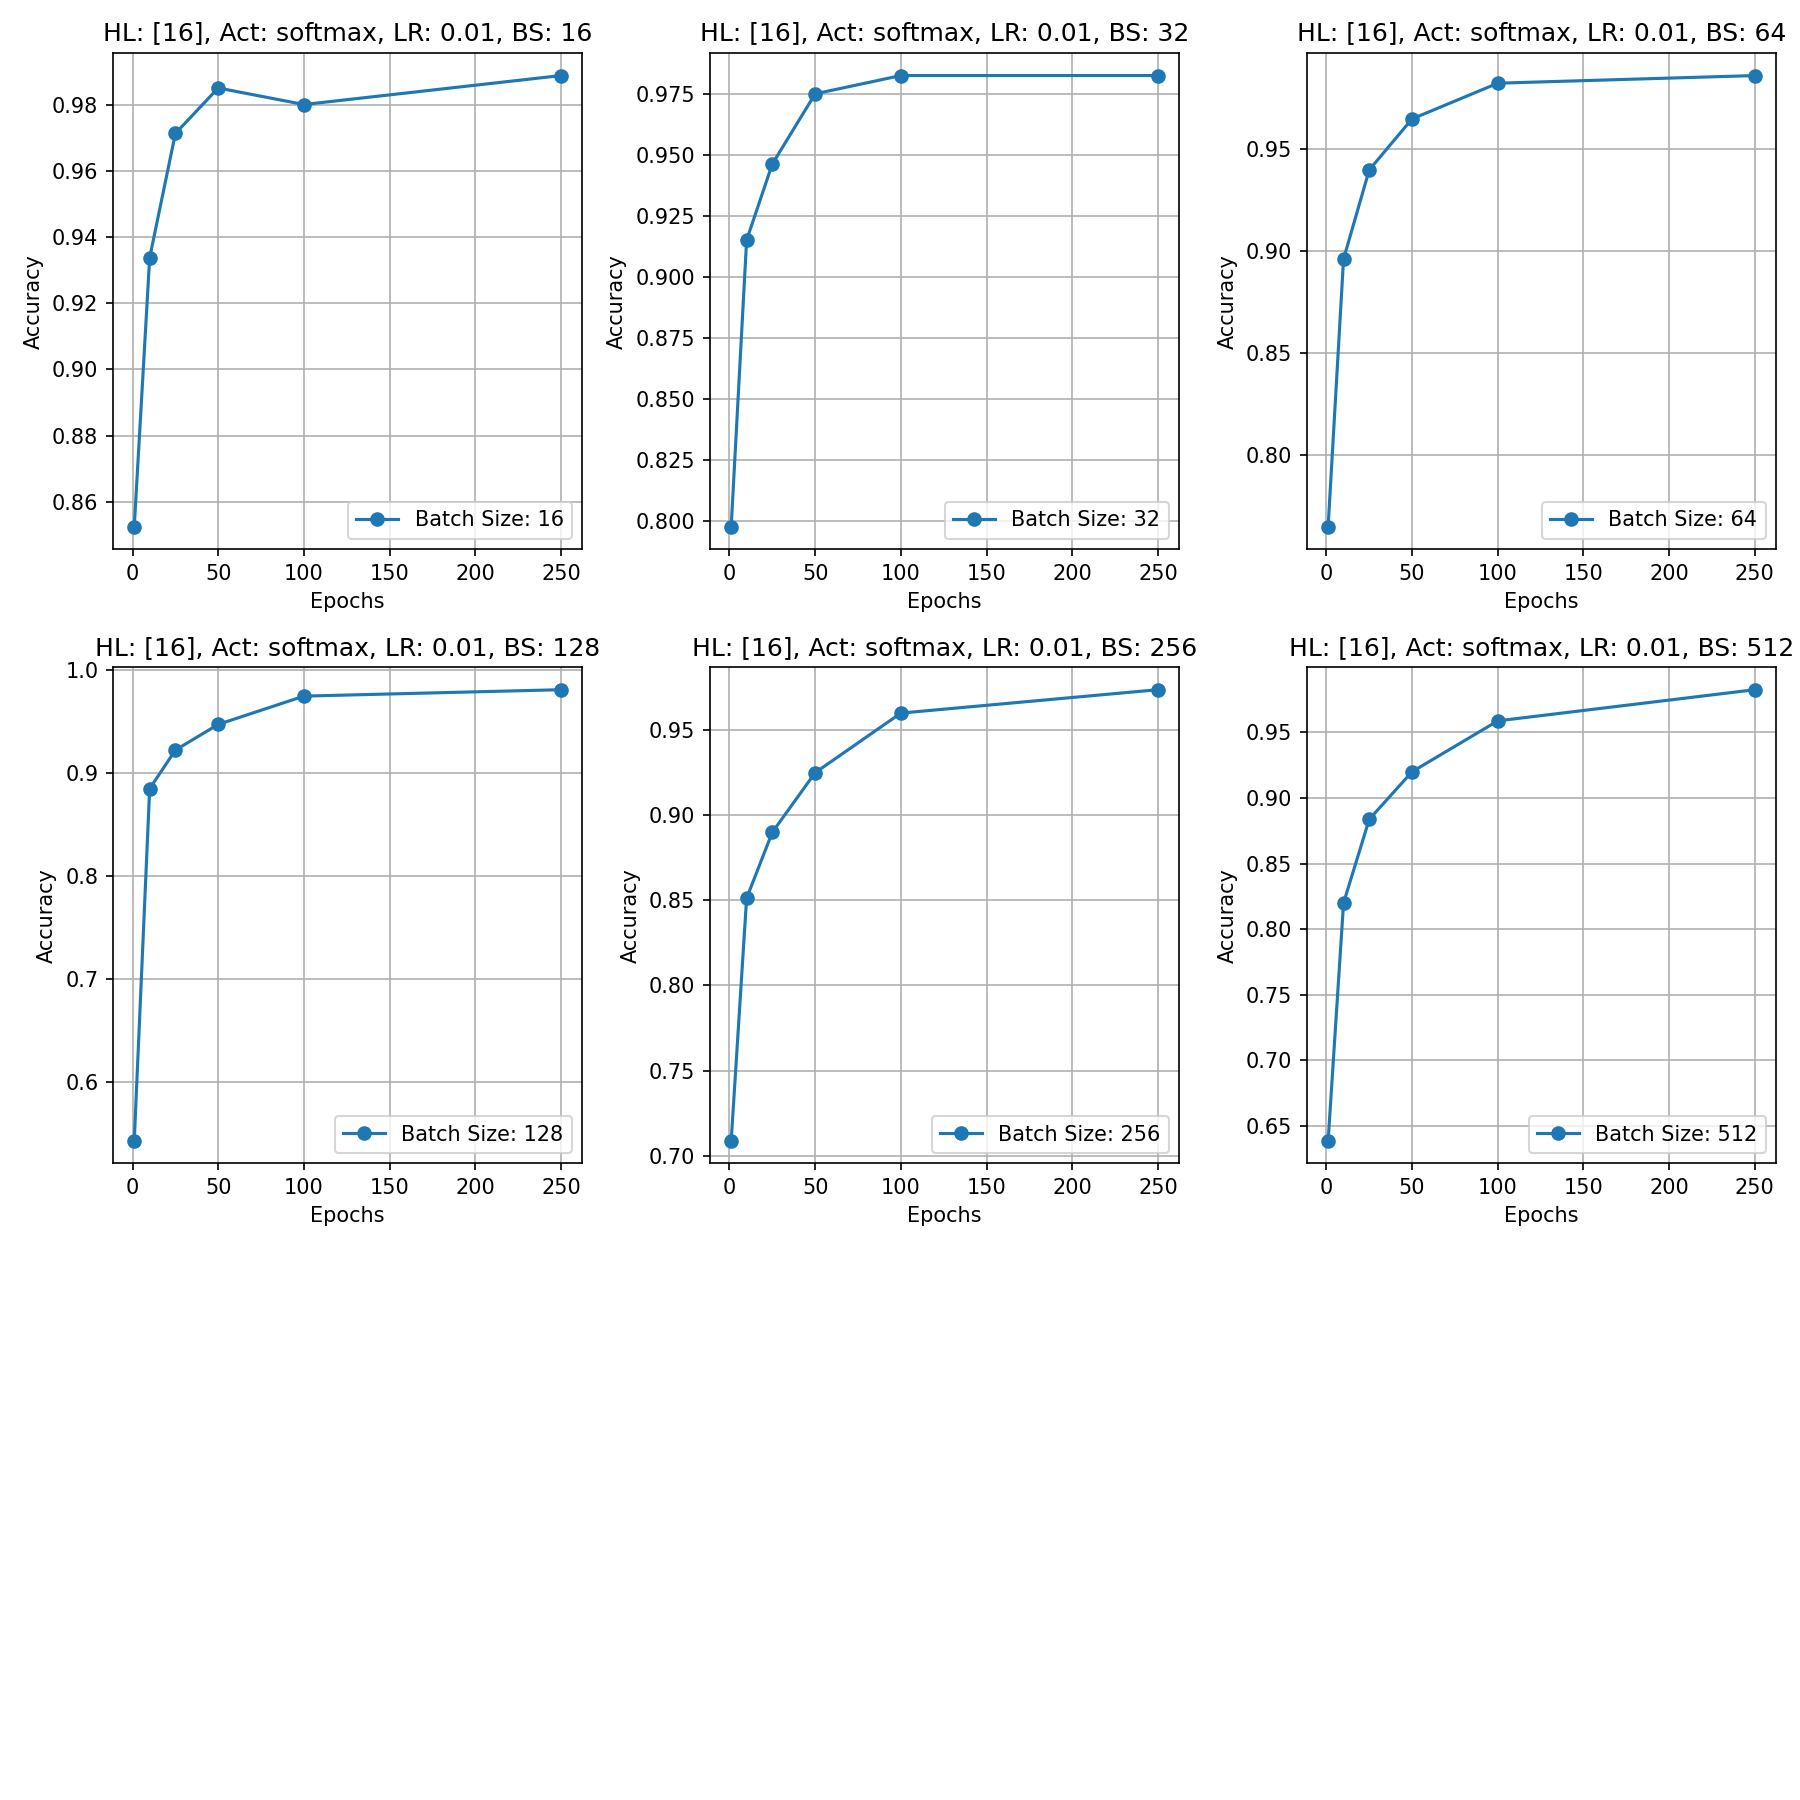 HL: [16], Act: softmax, LR: 0.01, BS: 16
Accuracy
0.98
0.96
0.94
0.92
0.90
0.88
0.86
Batch Size: 16
0 50 100 150 200 250
Epochs
HL: [16], Act: softmax, LR: 0.01, BS: 32
Accuracy
0.975
0.950
0.925
0.900
0.875
0.850
0.825
0.800
Batch Size: 32
0 50 100 150 200 250
Epochs
HL: [16], Act: softmax, LR: 0.01, BS: 64
Accuracy
0.95
0.90
0.85
0.80
Batch Size: 64
0 50 100 150 200 250
Epochs
HL: [16], Act: softmax, LR: 0.01, BS: 128
Accuracy
1.0
0.9
0.8
0.7
0.6
Batch Size: 128
0 50 100 150 200 250
Epochs
HL: [16], Act: softmax, LR: 0.01, BS: 256
Accuracy
0.95
0.90
0.85
0.80
0.75
0.70
Batch Size: 256
0 50 100 150 200 250
Epochs
HL: [16], Act: softmax, LR: 0.01, BS: 512
Accuracy
0.95
0.90
0.85
0.80
0.75
0.70
0.65
Batch Size: 512
0 50 100 150 200 250
Epochs